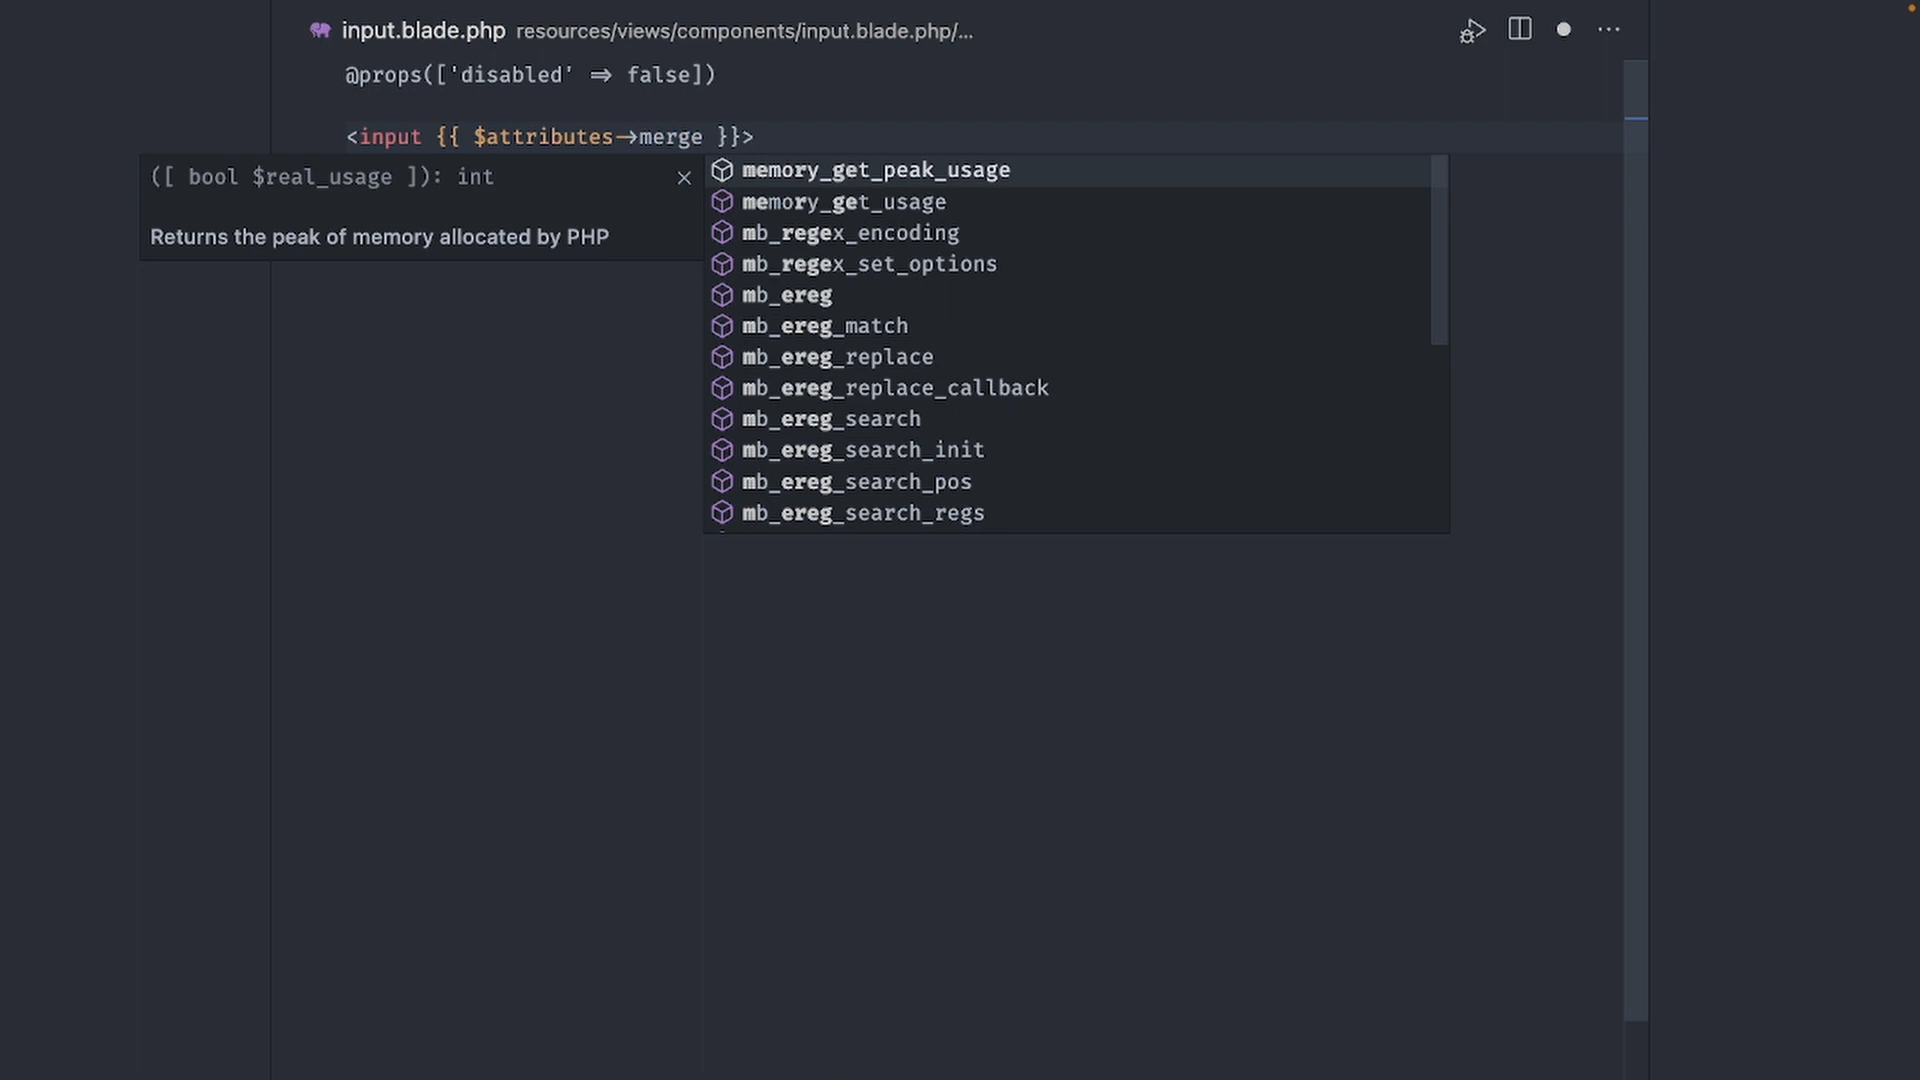 input.blade.php resources/views/components/input.blade.php/...
@props(['disabled' => false])
<input {{ $attributes->merge }}>
([ bool $real_usage ]): int
Returns the peak of memory allocated by PHP
memory_get_peak_usage
memory_get_usage
mb_regex_encoding
mb_regex_set_options
mb_ereg
mb_ereg_match
mb_ereg_replace
mb_ereg_replace_callback
mb_ereg_search
mb_ereg_search_init
mb_ereg_search_pos
mb_ereg_search_regs